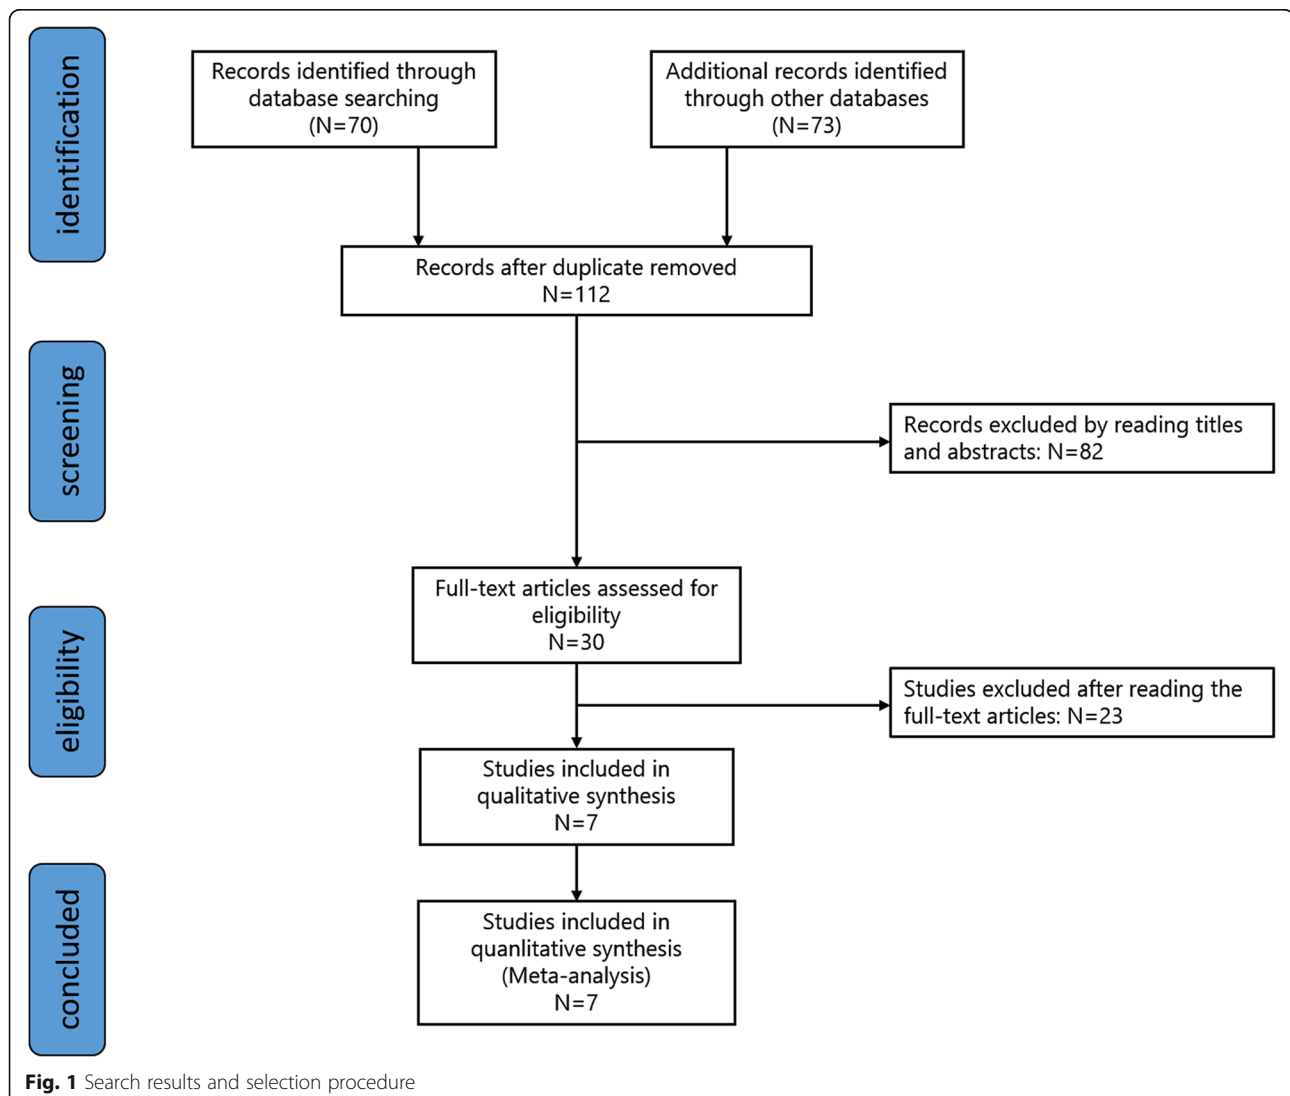 identification
Records identified through
database searching
(N=70)
Additional records identified
through other databases
(N=73)
Records after duplicate removed
N=112
screening
Records excluded by reading titles
and abstracts: N=82
Full-text articles assessed for
eligibility
N=30
eligibility
Studies excluded after reading the
full-text articles: N=23
Studies included in
qualitative synthesis
N=7
concluded
Studies included in
quanlitative synthesis
(Meta-analysis)
N=7
Fig. 1 Search results and selection procedure